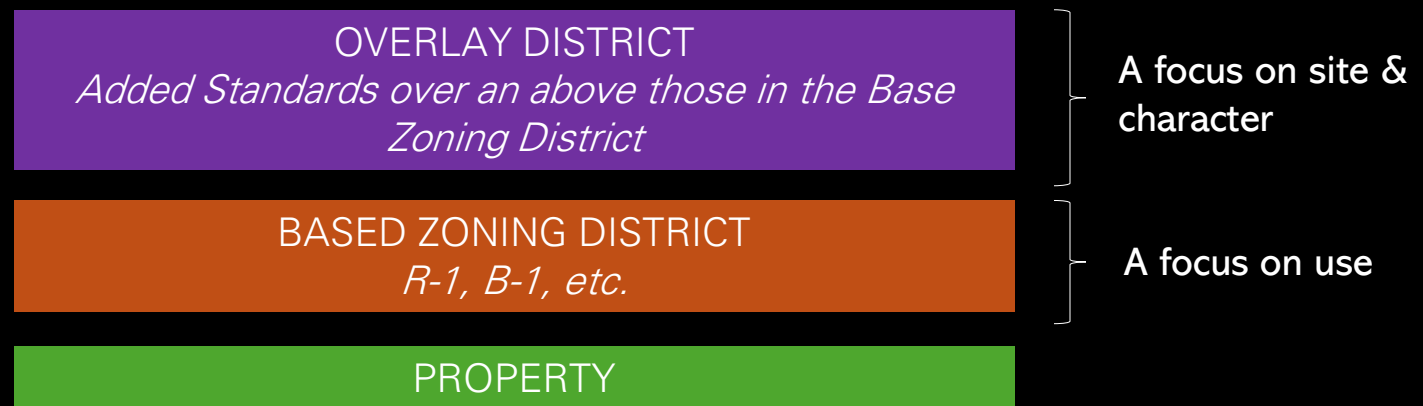 OVERLAY DISTRICT
Added Standards over an above those in the Base
Zoning District
A focus on site &
character
BASED ZONING DISTRICT
R-1, B-1, etc.
A focus on use
PROPERTY